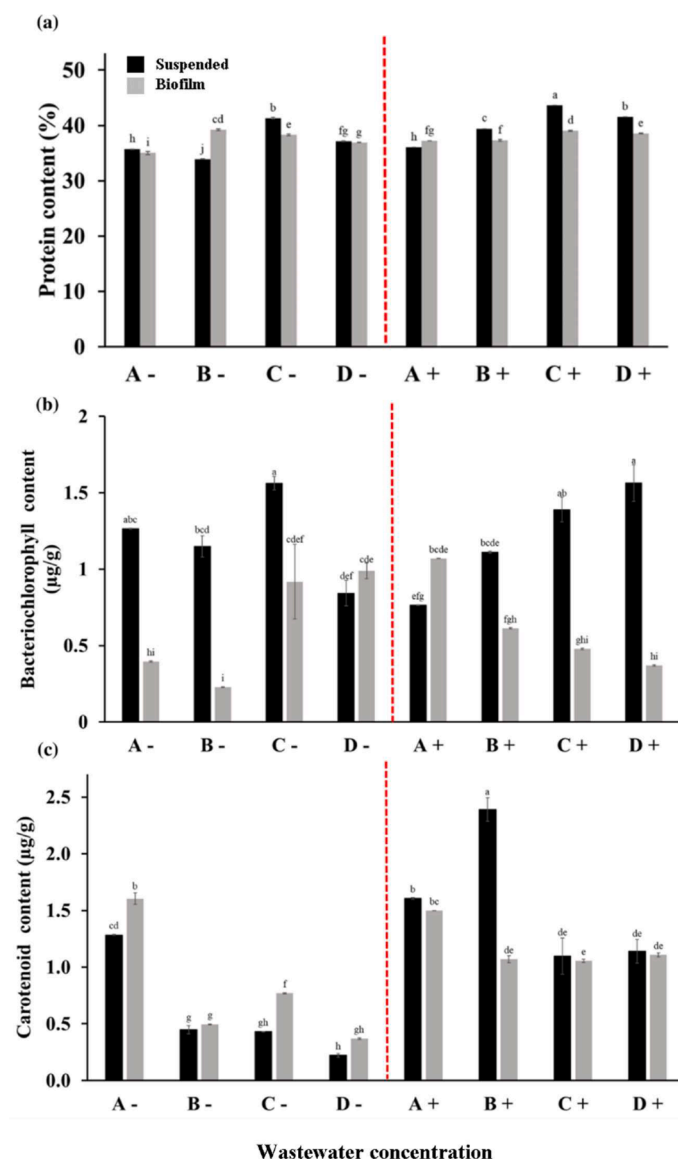 (a)
Suspended
Biofilm
Protein content (%)
50
40
30
20
10
0
h i j cd b e fg g h fg c f a d b e
A - B - C - D - A + B + C + D +
(b)
Bacteriochlorophyll content
(µg/g)
2
1.5
1
0.5
0
abc hi bcd i a cdef def cde efg bcde bcde fgh ab ghi a hi
A - B - C - D - A + B + C + D +
(c)
Carotenoid content (µg/g)
2.5
2.0
1.5
1.0
0.5
0.0
cd b g g gh f h gh b bc a de de e de de
A - B - C - D - A + B + C + D +
Wastewater concentration